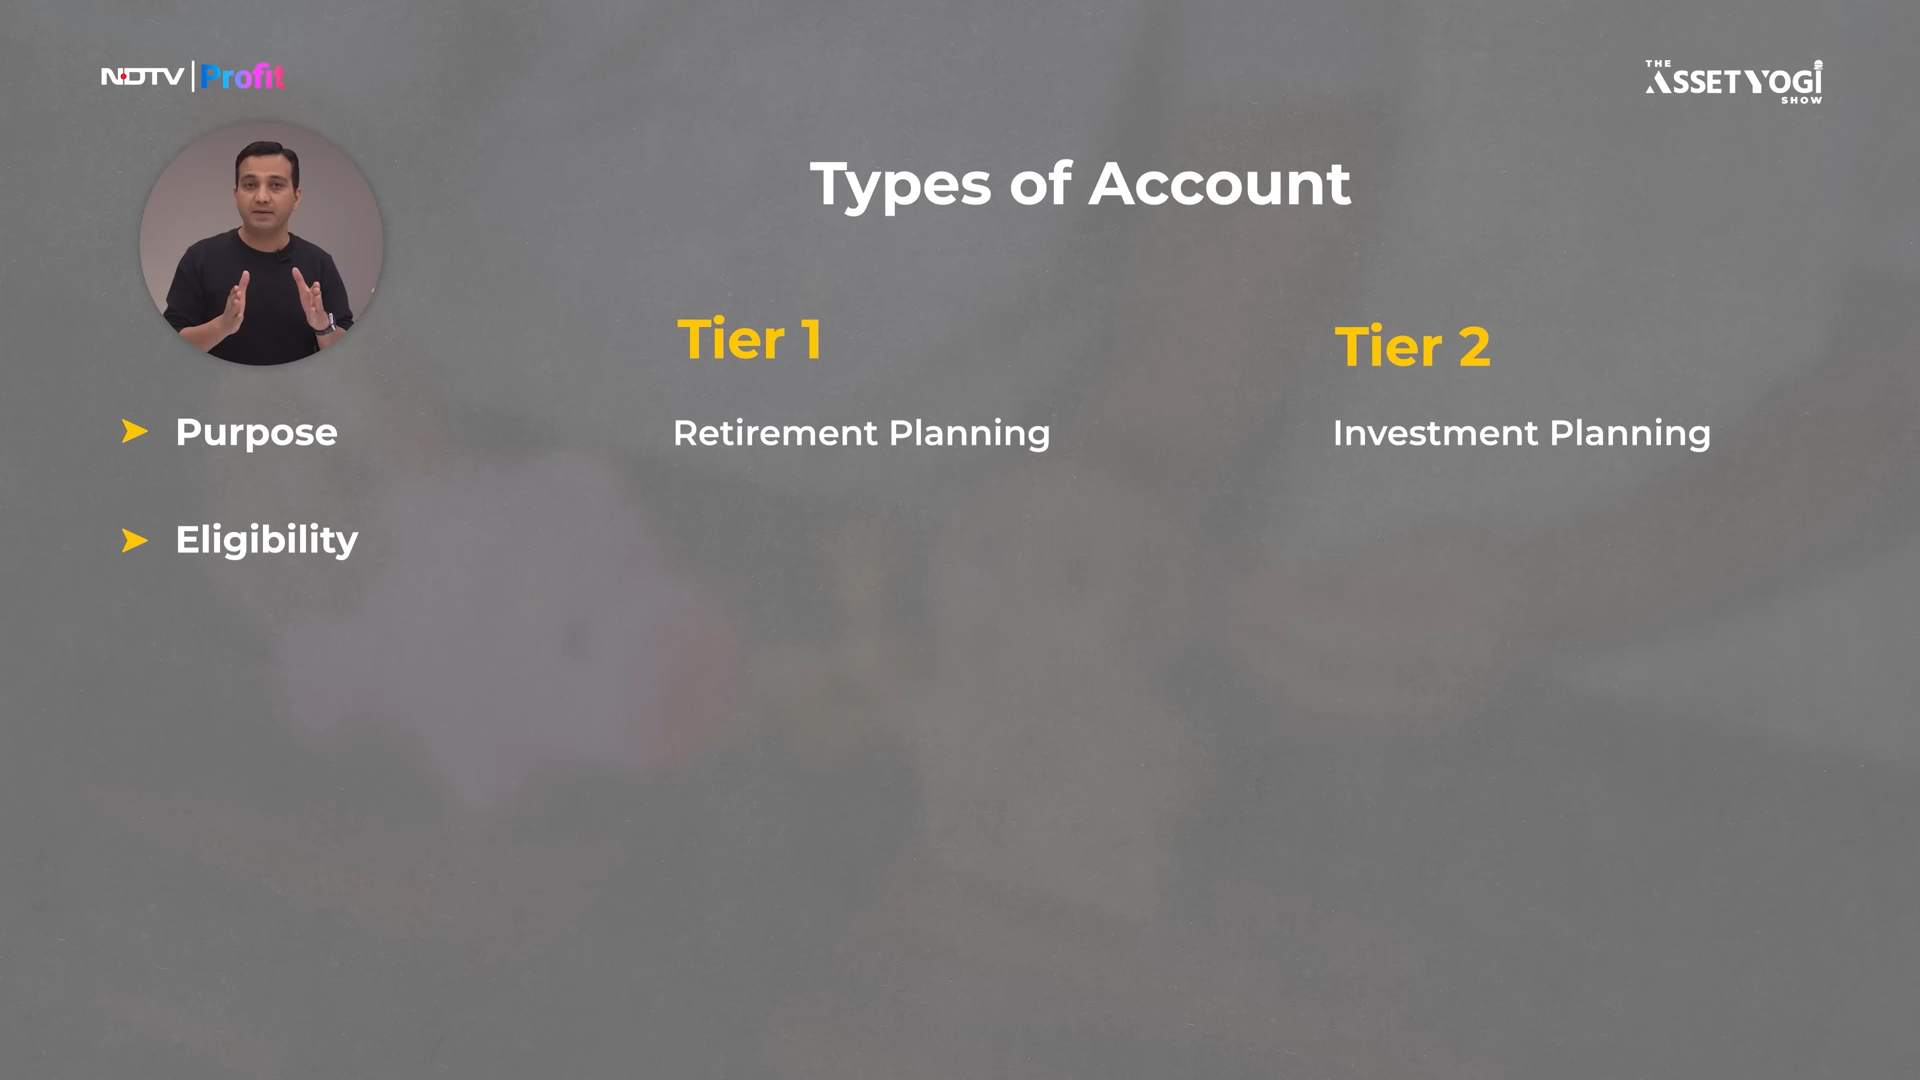 NDTV Profit
THE
ASSET YOGI
SHOW
Types of Account
Tier 1
Tier 2
Purpose
Retirement Planning
Investment Planning
Eligibility